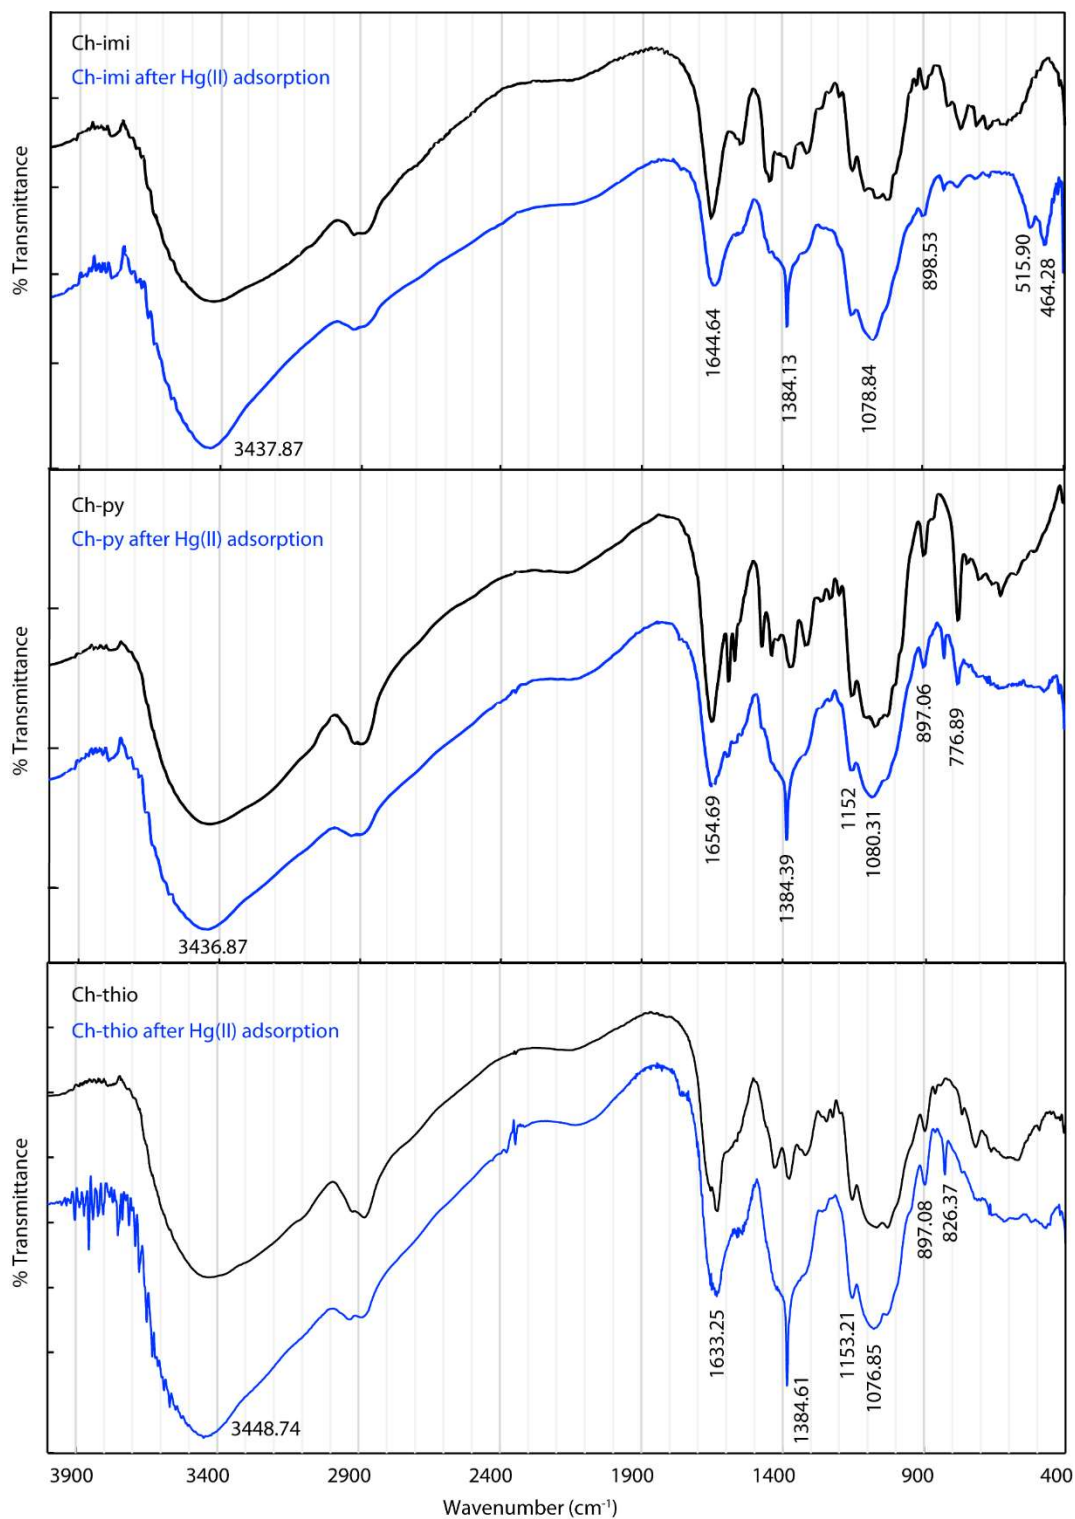 Ch-imi
Ch-imi after Hg(II) adsorption
% Transmittance
3437.87
1644.64
1384.13
1078.84
898.53
515.90
464.28
Ch-py
Ch-py after Hg(II) adsorption
% Transmittance
3436.87
1654.69
1384.39
1152
1080.31
897.06
776.89
Ch-thio
Ch-thio after Hg(II) adsorption
% Transmittance
3448.74
1633.25
1384.61
1153.21
1076.85
897.08
826.37
3900 3400 2900 2400 1900 1400 900 400
Wavenumber (cm⁻¹)